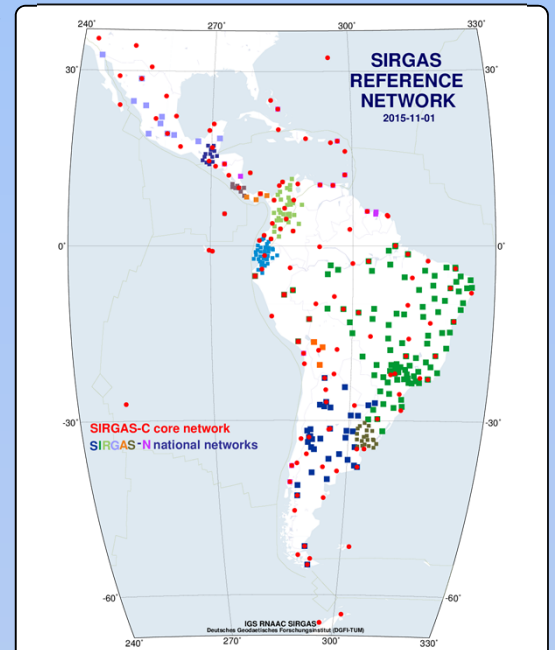 240°
270°
300°
330°
30°
30°
SIRGAS
REFERENCE
NETWORK
2015-11-01
0°
0°
-30°
-30°
SIRGAS-C core network
SIRGAS-N national networks
-60°
-60°
IGS RNAAC SIRGAS
Deutsches Geodaetisches Forschungsinstitut (DGFI-TUM)
240°
270°
300°
330°